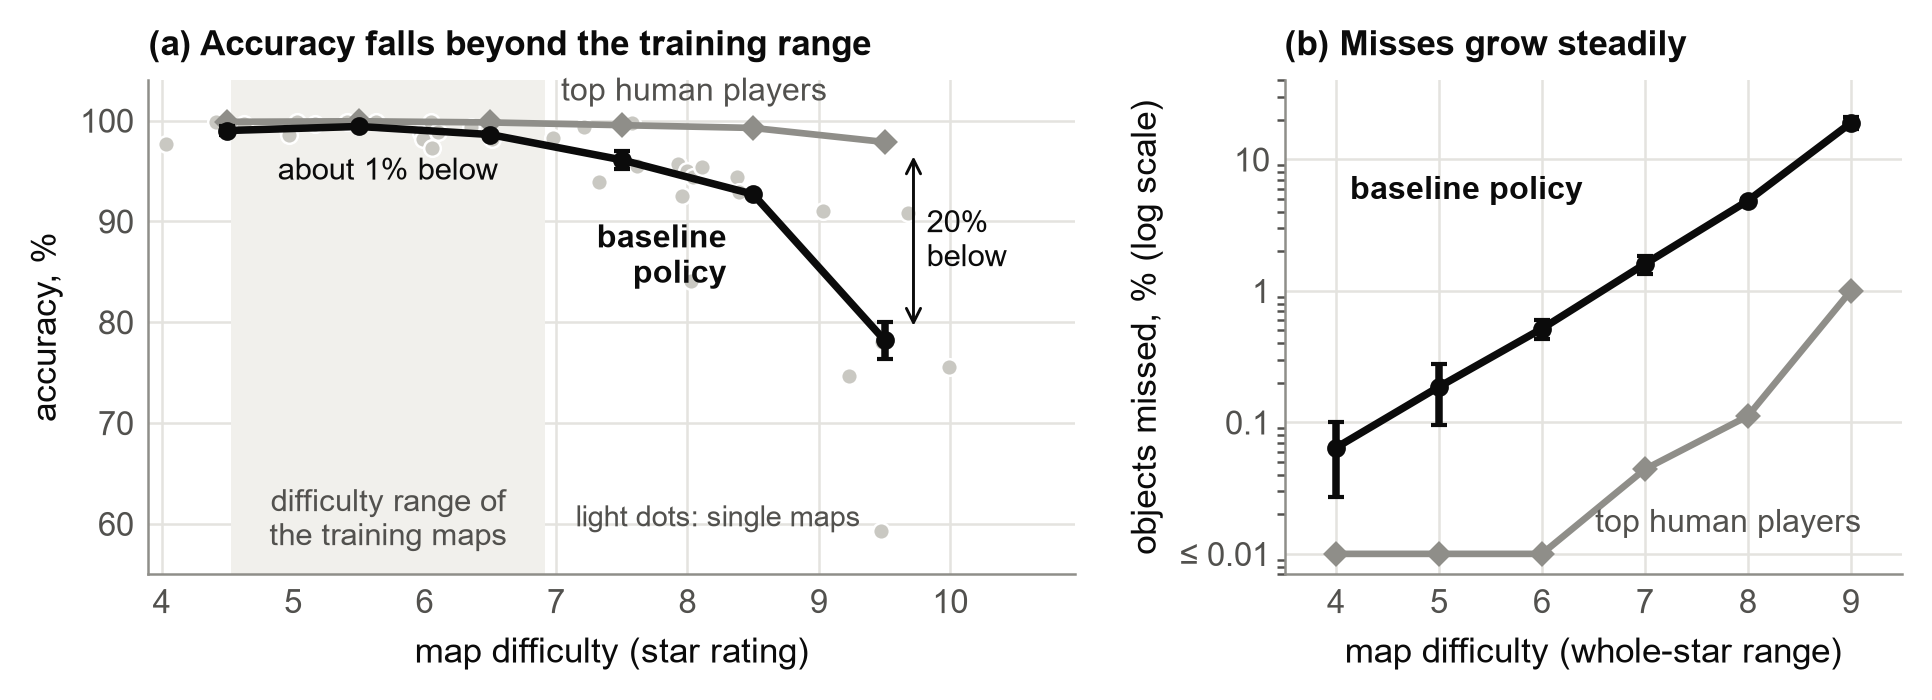 (a) Accuracy falls beyond the training range
top human players
100
90
80
70
60
accuracy, %
about 1% below
baseline
policy
20%
below
difficulty range of
the training maps
light dots: single maps
4 5 6 7 8 9 10
map difficulty (star rating)
(b) Misses grow steadily
10
1
0.1
≤ 0.01
objects missed, % (log scale)
baseline policy
top human players
4 5 6 7 8 9
map difficulty (whole-star range)